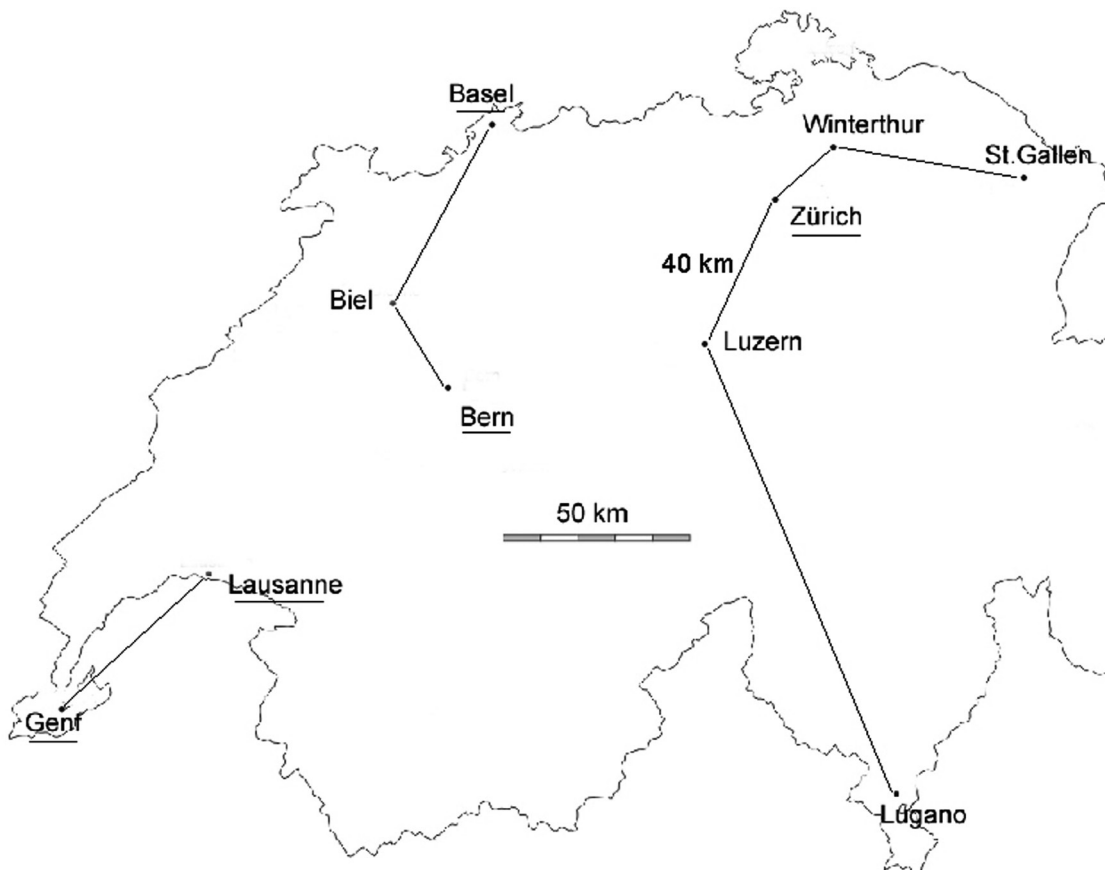 Basel
Winterthur
St.Gallen
Zürich
40 km
Biel
Luzern
Bern
50 km
Lausanne
Genf
Lugano